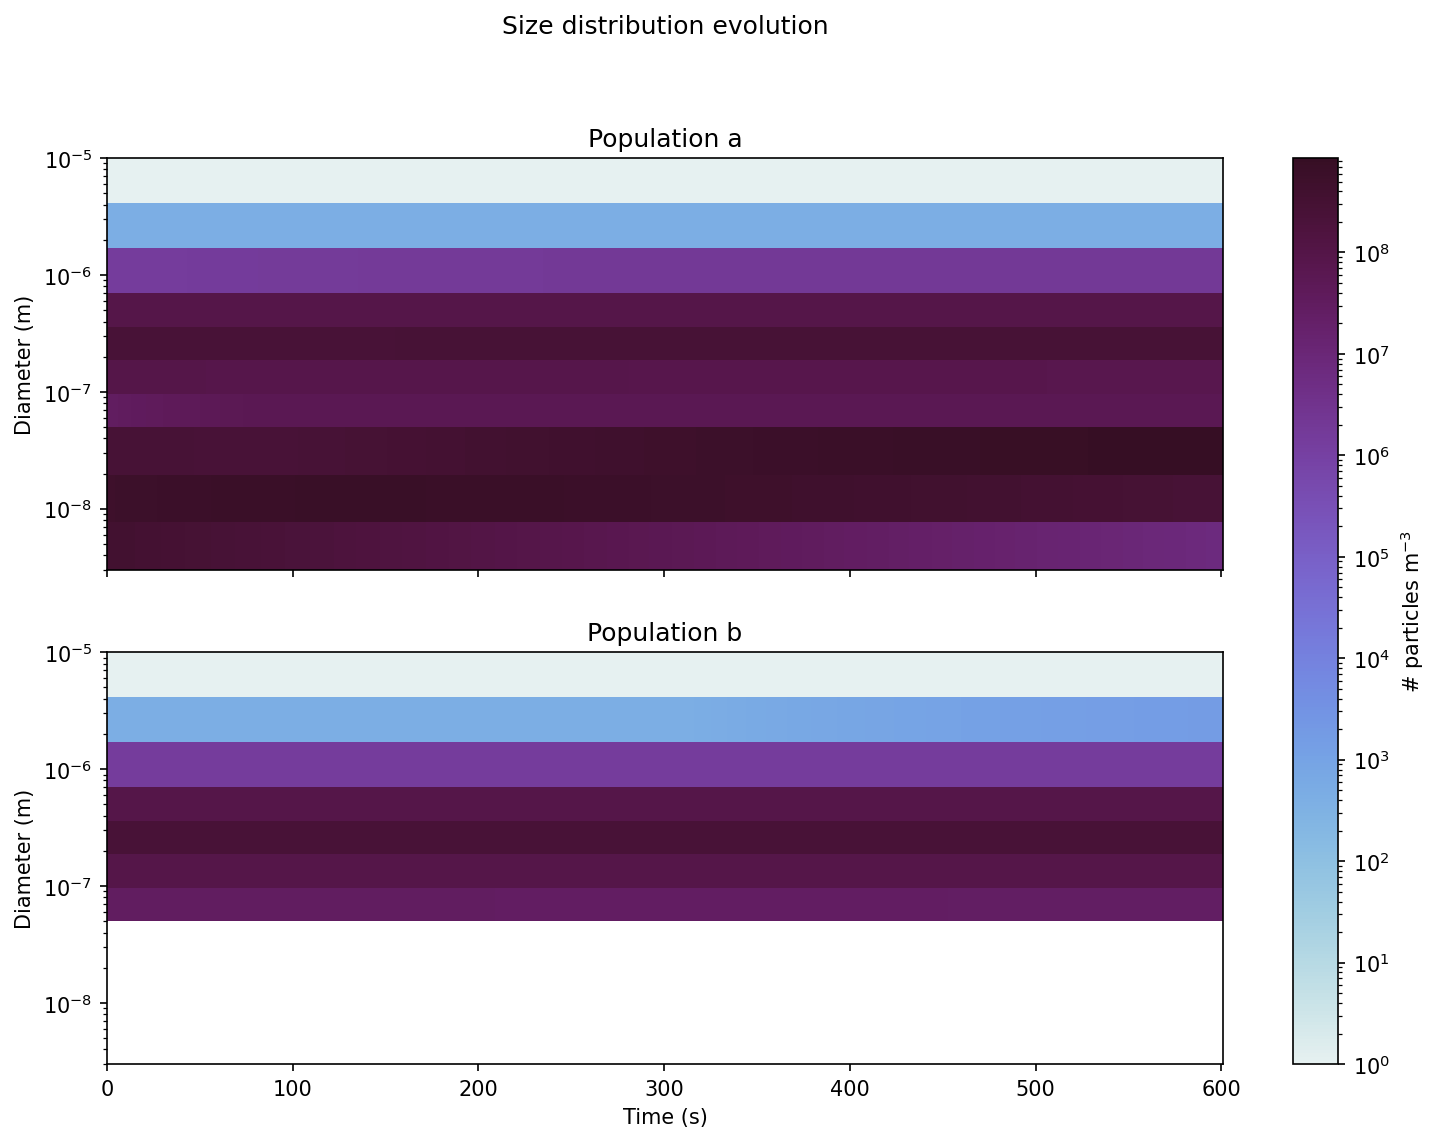 Size distribution evolution
Population a
10⁻⁵
10⁻⁶
10⁻⁷
10⁻⁸
Diameter (m)
Population b
10⁻⁵
10⁻⁶
10⁻⁷
10⁻⁸
Diameter (m)
0 100 200 300 400 500 600
Time (s)
10⁸
10⁷
10⁶
10⁵
10⁴
10³
10²
10¹
10⁰
# particles m⁻³